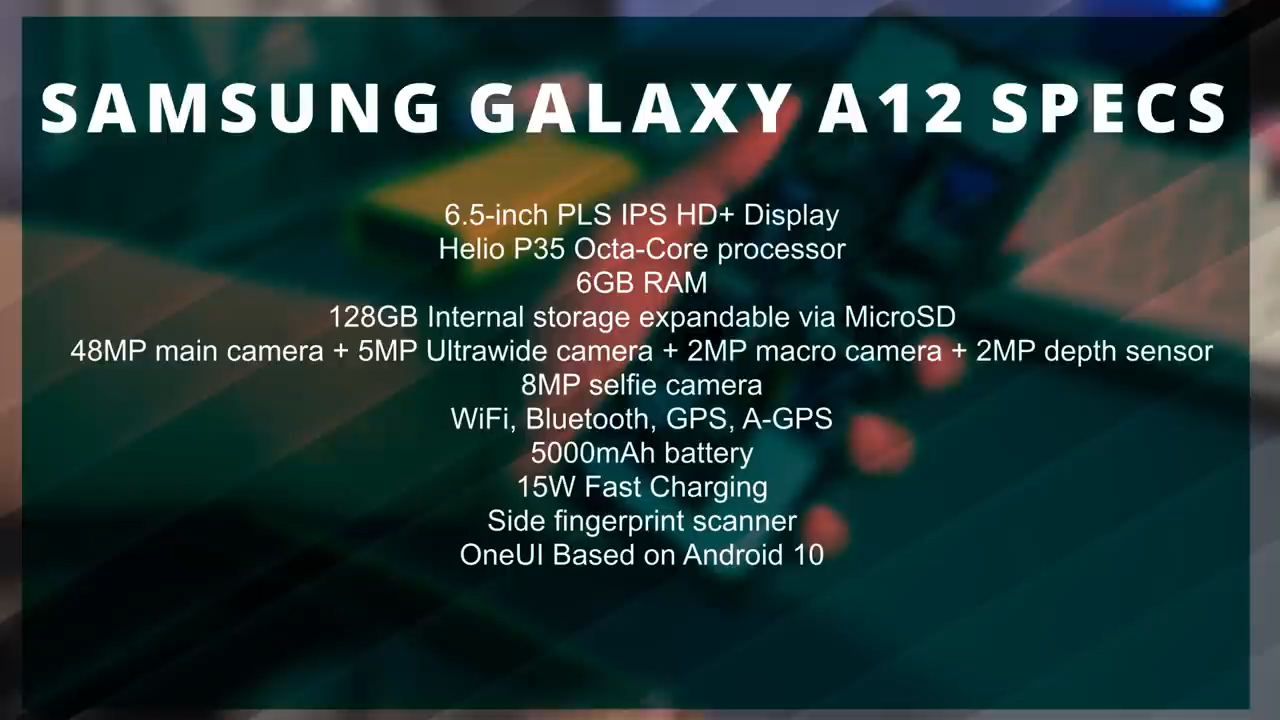 SAMSUNG GALAXY A12 SPECS
6.5-inch PLS IPS HD+ Display
Helio P35 Octa-Core processor
6GB RAM
128GB Internal storage expandable via MicroSD
48MP main camera + 5MP Ultrawide camera + 2MP macro camera + 2MP depth sensor
8MP selfie camera
WiFi, Bluetooth, GPS, A-GPS
5000mAh battery
15W Fast Charging
Side fingerprint scanner
OneUI Based on Android 10